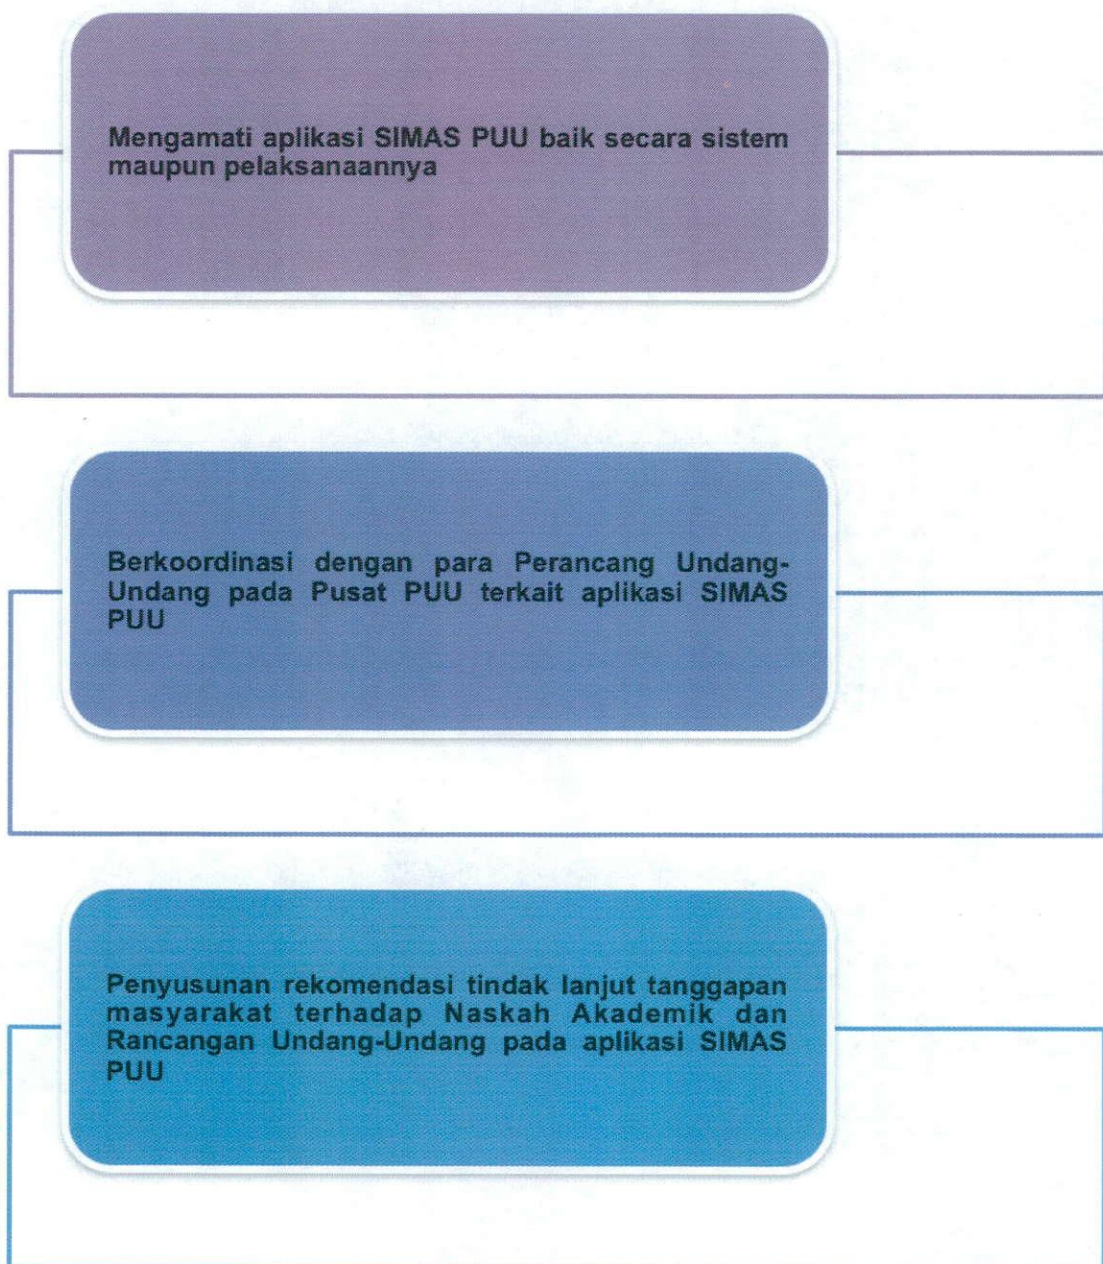 Mengamati aplikasi SIMAS PUU baik secara sistem
maupun pelaksanaannya
Berkoordinasi dengan para Perancang Undang-
Undang pada Pusat PUU terkait aplikasi SIMAS
PUU
Penyusunan rekomendasi tindak lanjut tanggapan
masyarakat terhadap Naskah Akademik dan
Rancangan Undang-Undang pada aplikasi SIMAS
PUU